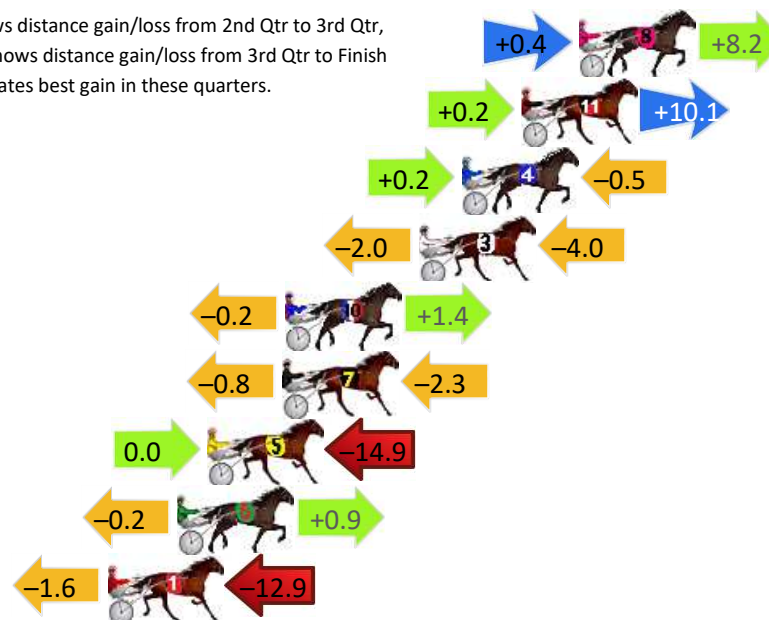 ws distance gain/loss from 2nd Qtr to 3rd Qtr,
hows distance gain/loss from 3rd Qtr to Finish
ates best gain in these quarters.
+0.4 8 +8.2
+0.2 11 +10.1
+0.2 4 –0.5
–2.0 3 –4.0
–0.2 10 +1.4
–0.8 7 –2.3
0.0 5 –14.9
–0.2 +0.9
–1.6 1 –12.9